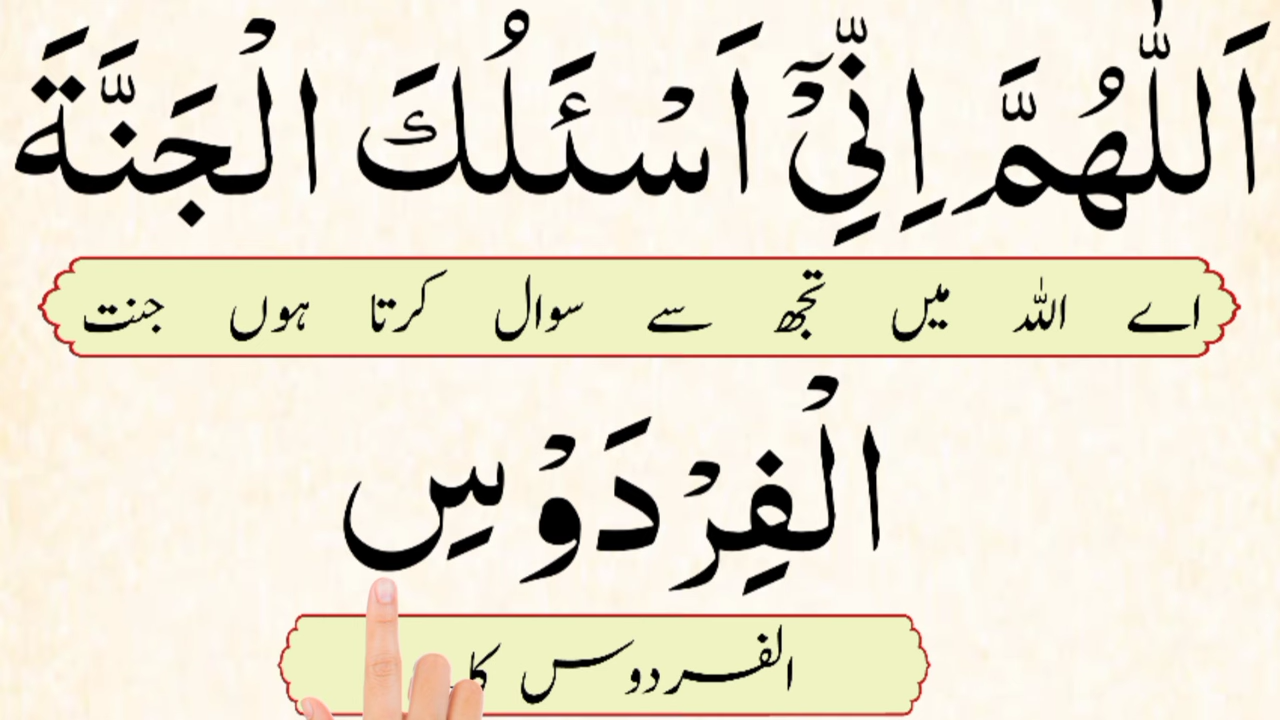 اَللّٰهُمَّ اِنِّیْۤ اَسْئَلُكَ الْجَنَّةَ
اے اللہ میں تجھ سے سوال کرتا ہوں جنت
الْفِرْدَوْسِ
الفردوس کا